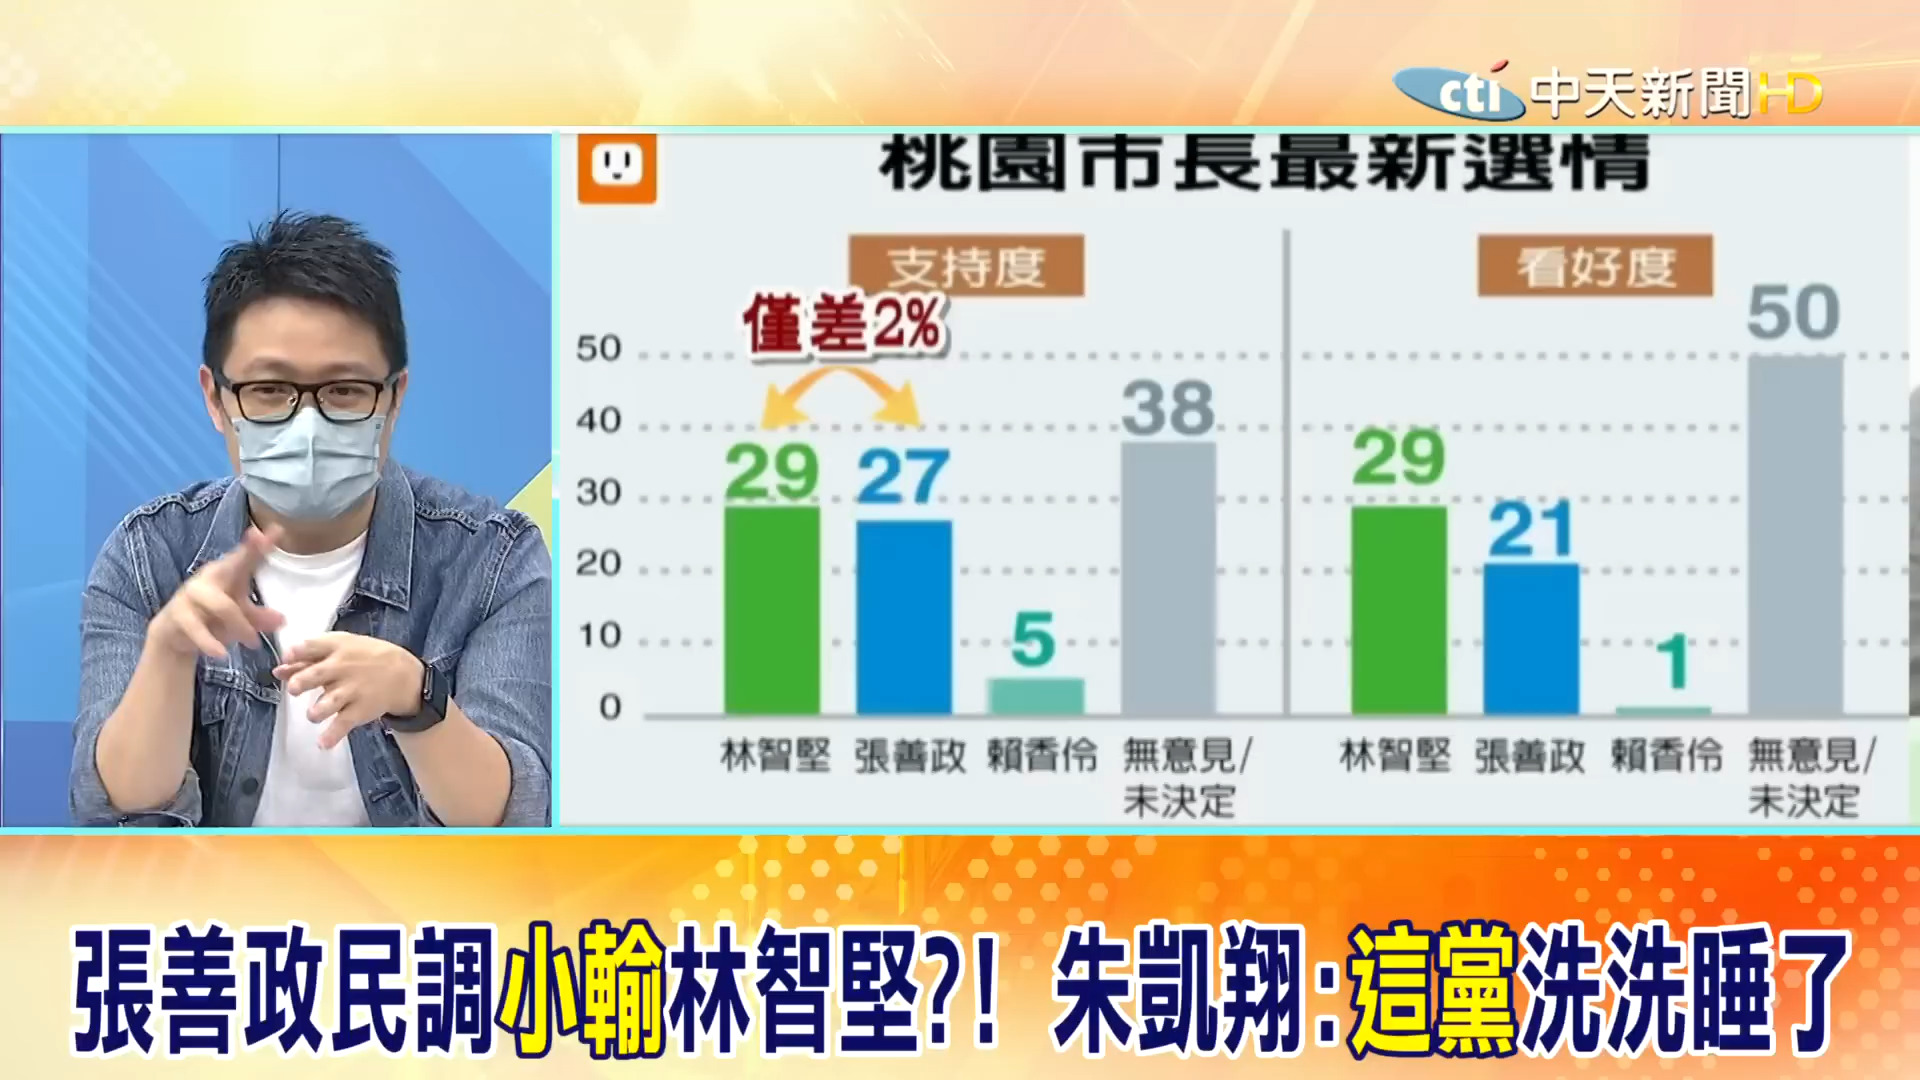 cti 中天新聞HD
桃園市長最新選情
支持度
僅差2%
50
40
30
20
10
0
29
27
5
38
林智堅
張善政
賴香伶
無意見/
未決定
看好度
29
21
1
50
林智堅
張善政
賴香伶
無意見/
未決定
張善政民調小輸林智堅?! 朱凱翔:這黨洗洗睡了